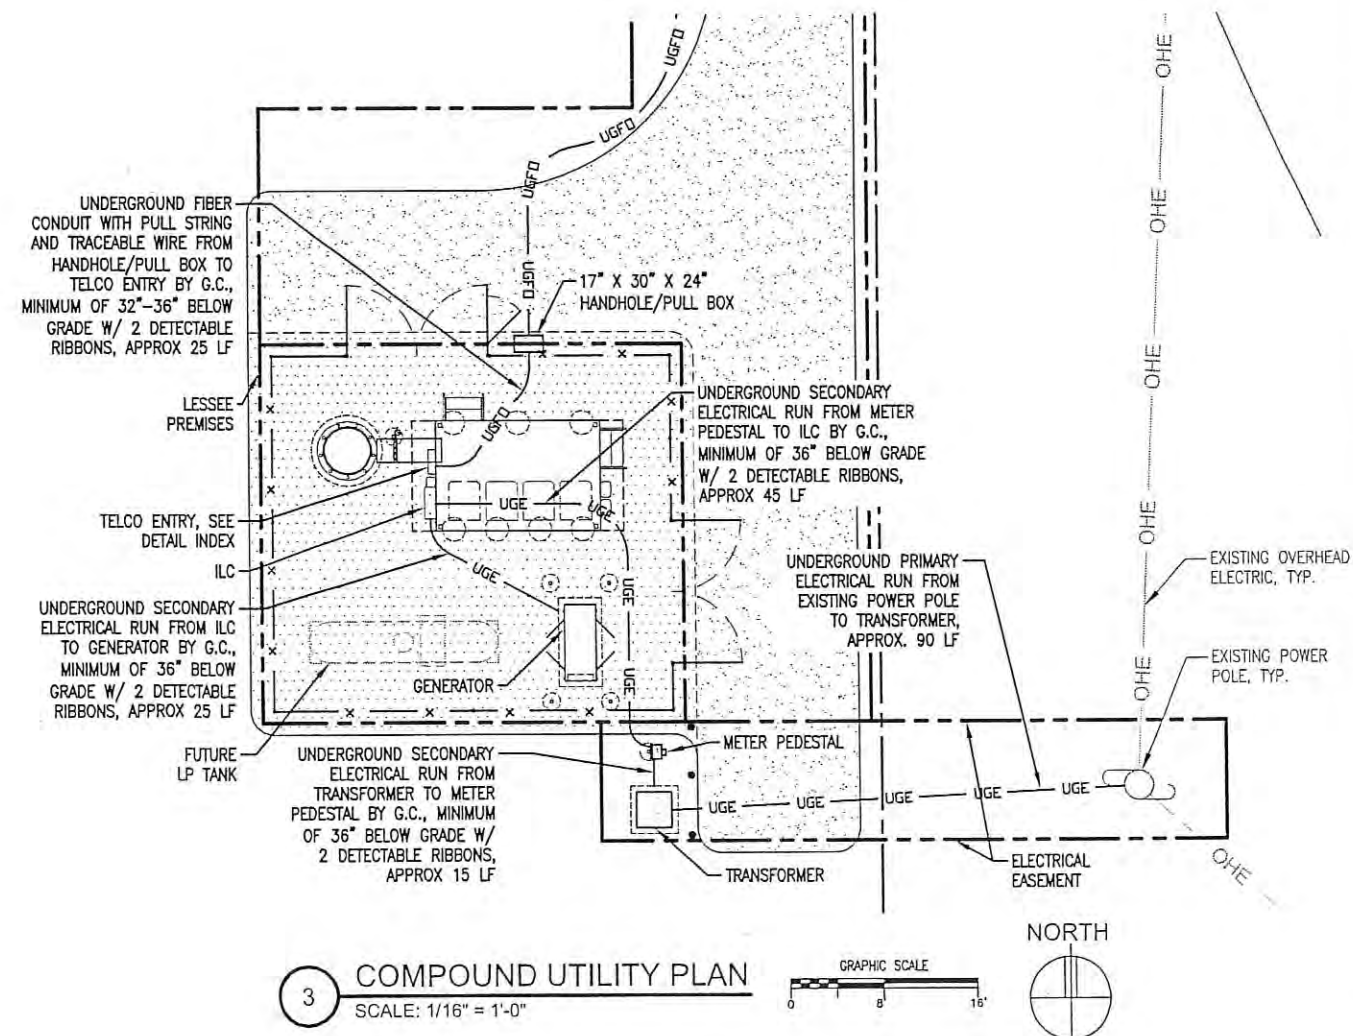 UGFO
UGFO
UGFO
UGFO
UGFO
OHE
OHE
OHE
OHE
OHE
OHE
OHE
UNDERGROUND FIBER
CONDUIT WITH PULL STRING
AND TRACEABLE WIRE FROM
HANDHOLE/PULL BOX TO
TELCO ENTRY BY G.C.,
MINIMUM OF 32"-36" BELOW
GRADE W/ 2 DETECTABLE
RIBBONS, APPROX 25 LF
17" X 30" X 24"
HANDHOLE/PULL BOX
LESSEE
PREMISES
UNDERGROUND SECONDARY
ELECTRICAL RUN FROM METER
PEDESTAL TO ILC BY G.C.,
MINIMUM OF 36" BELOW GRADE
W/ 2 DETECTABLE RIBBONS,
APPROX 45 LF
TELCO ENTRY, SEE
DETAIL INDEX
ILC
UGE
UGE
UGE
UGE
UGE
UNDERGROUND SECONDARY
ELECTRICAL RUN FROM ILC
TO GENERATOR BY G.C.,
MINIMUM OF 36" BELOW
GRADE W/ 2 DETECTABLE
RIBBONS, APPROX 25 LF
GENERATOR
UNDERGROUND PRIMARY
ELECTRICAL RUN FROM
EXISTING POWER POLE
TO TRANSFORMER,
APPROX. 90 LF
EXISTING OVERHEAD
ELECTRIC, TYP.
EXISTING POWER
POLE, TYP.
FUTURE
LP TANK
UNDERGROUND SECONDARY
ELECTRICAL RUN FROM
TRANSFORMER TO METER
PEDESTAL BY G.C., MINIMUM
OF 36" BELOW GRADE W/
2 DETECTABLE RIBBONS,
APPROX 15 LF
METER PEDESTAL
UGE
UGE
UGE
UGE
UGE
TRANSFORMER
ELECTRICAL
EASEMENT
3
COMPOUND UTILITY PLAN
SCALE: 1/16" = 1'-0"
GRAPHIC SCALE
0 8' 16'
NORTH